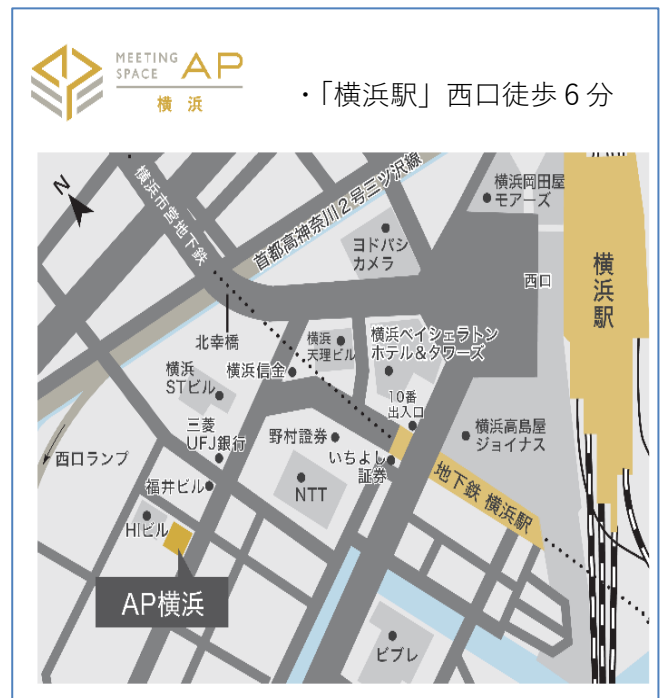 MEETING
SPACE AP
横浜
・「横浜駅」西口徒歩6分
N
横浜市営地下鉄
首都高神奈川2号三ツ沢線
横浜岡田屋
モアーズ
ヨドバシ
カメラ
西口
横浜駅
北幸橋
横浜
天理ビル
横浜ベイシェラトン
ホテル&タワーズ
横浜
STビル
横浜信金
10番
出入口
三菱
UFJ銀行
野村證券
横浜高島屋
ジョイナス
西口ランプ
いちよし
証券
地下鉄 横浜駅
福井ビル
NTT
HIビル
AP横浜
ビブレ